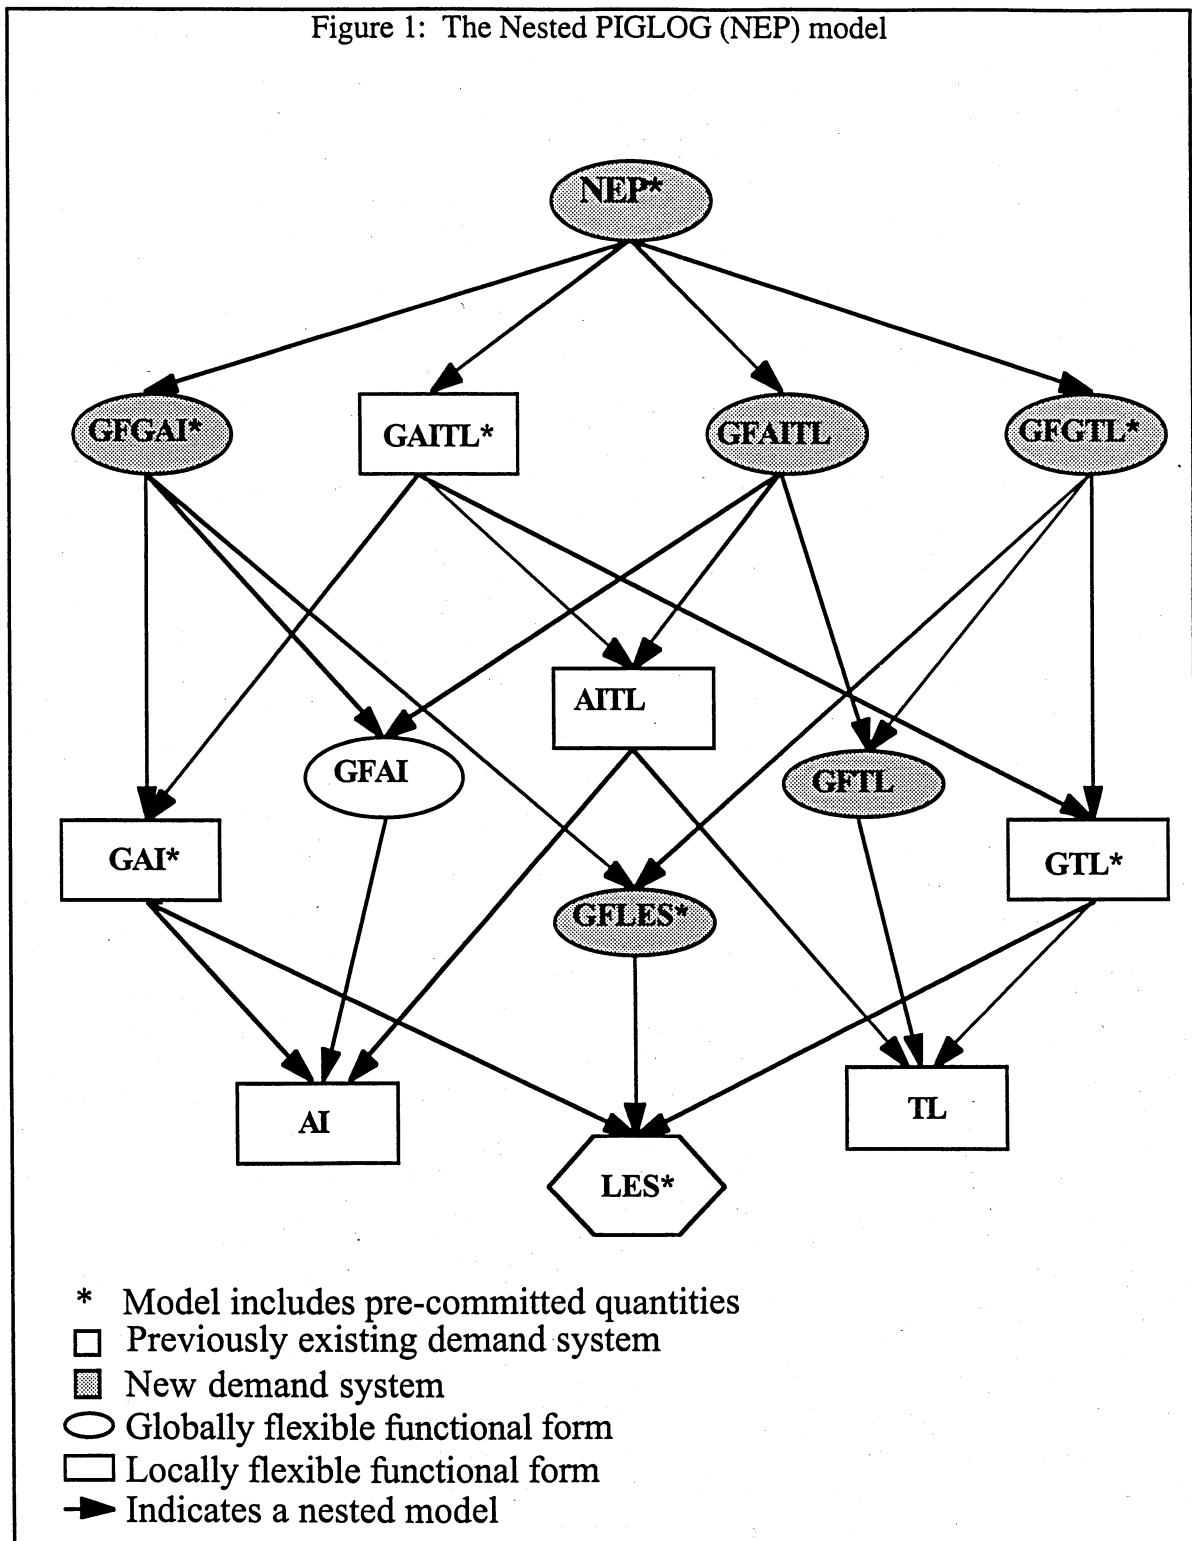 Figure 1: The Nested PIGLOG (NEP) model
NEP*
GFGAI*
GAITL*
GFAITL
GFGTL*
AITL
GFAI
GFTL
GAI*
GTL*
GFLES*
AI
TL
LES*
* Model includes pre-committed quantities
Previously existing demand system
New demand system
Globally flexible functional form
Locally flexible functional form
Indicates a nested model